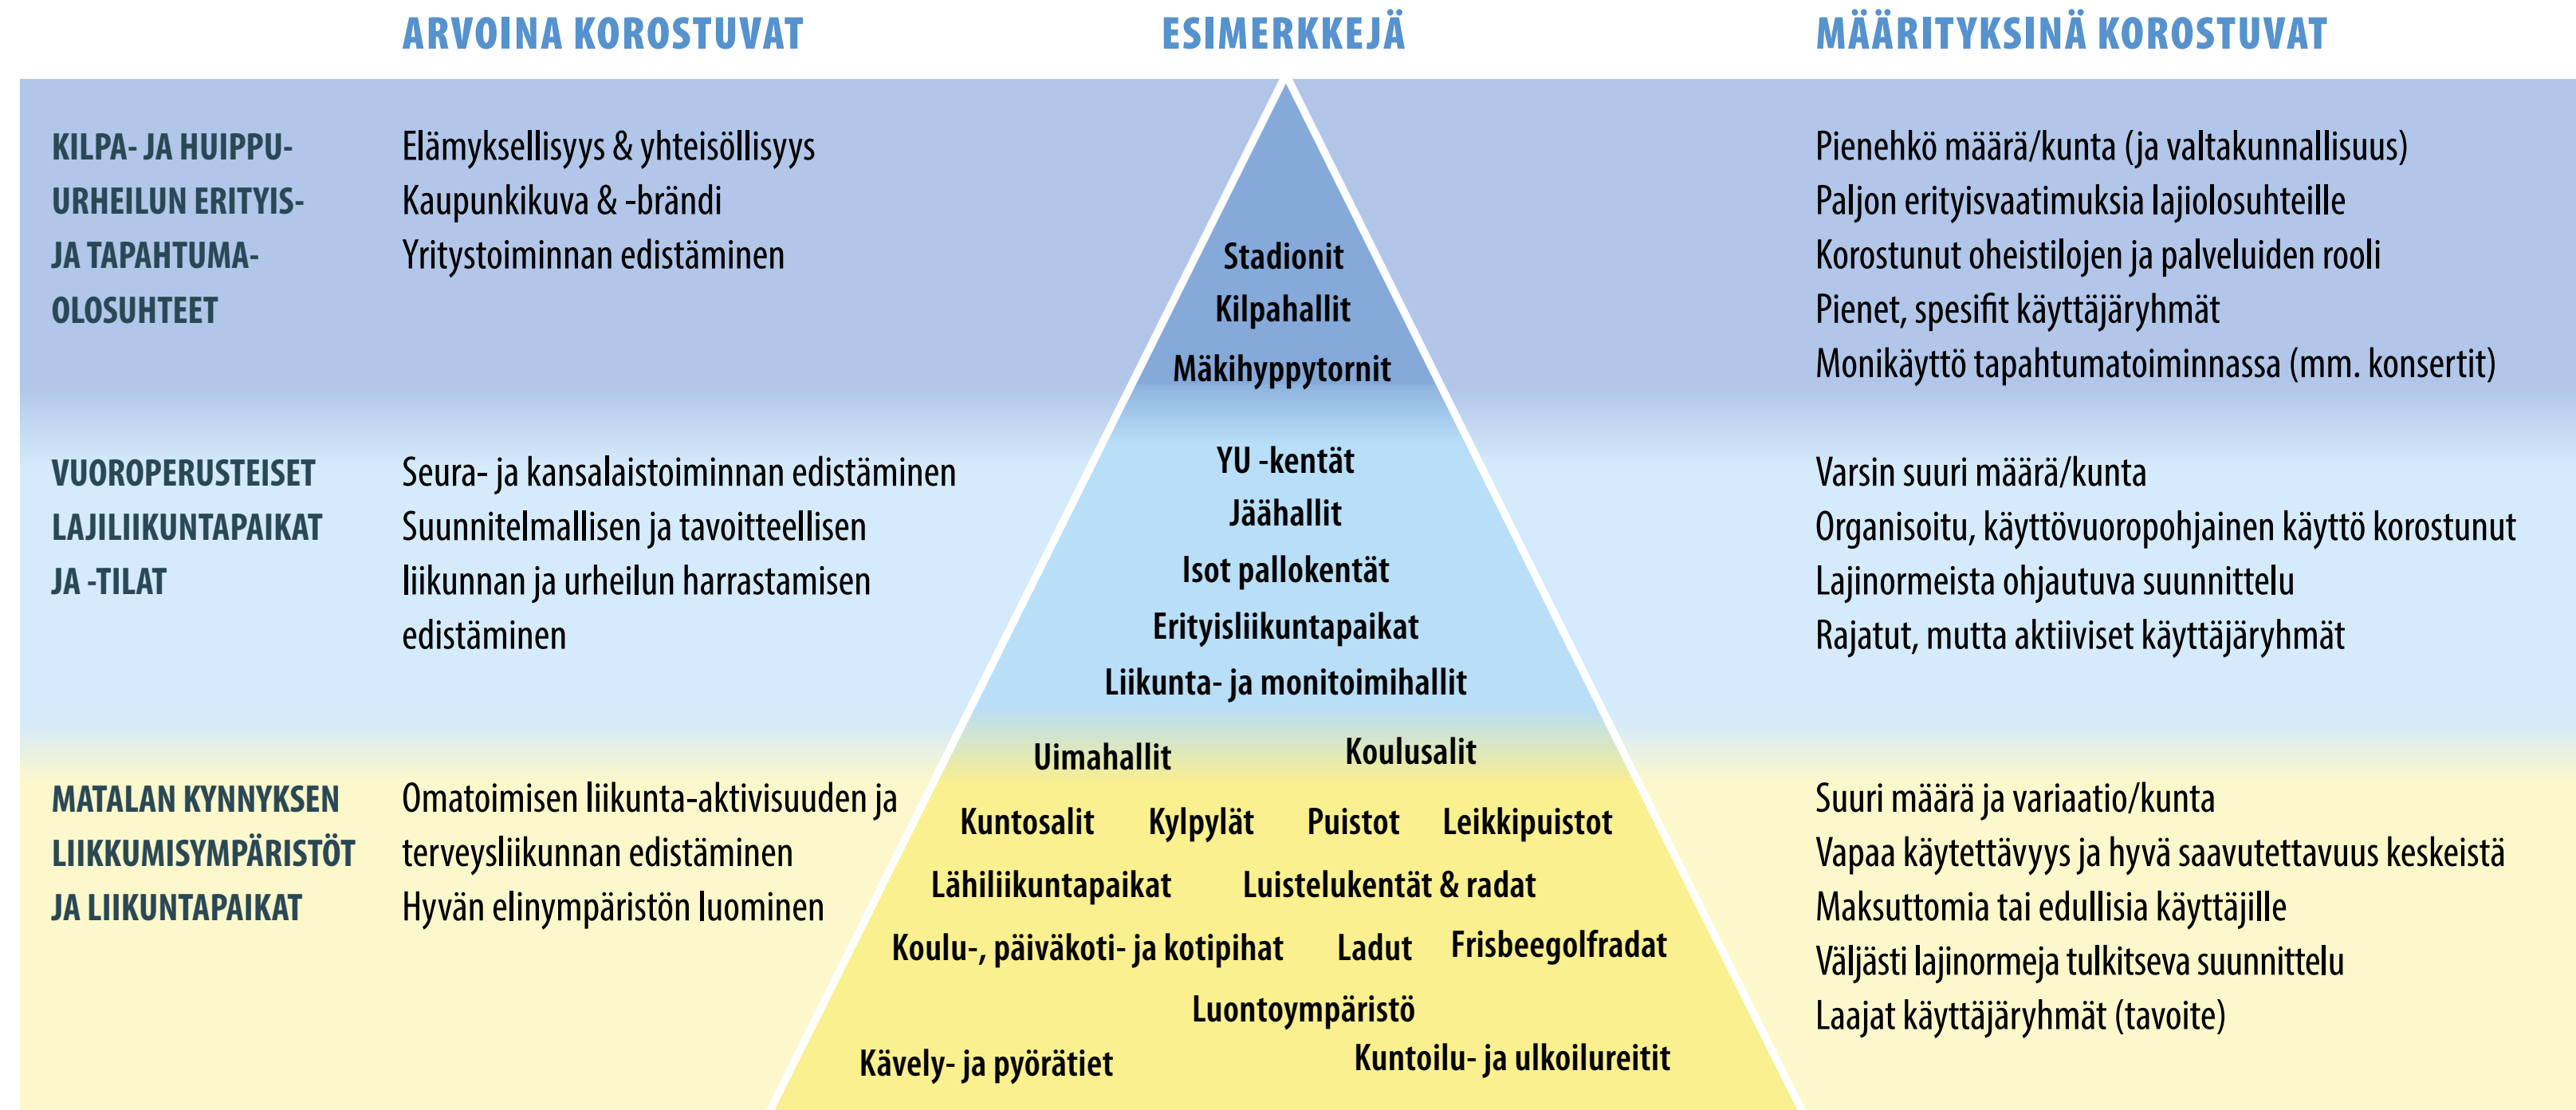 ARVOINA KOROSTUVAT
ESIMERKKEJÄ
MÄÄRITYKSINÄ KOROSTUVAT
KILPA- JA HUIPPU-
URHEILUN ERITYIS-
JA TAPAHTUMA-
OLOSUHTEET
Elämyksellisyys & yhteisöllisyys
Kaupunkikuva & -brändi
Yritystoiminnan edistäminen
Stadionit
Kilpahallit
Mäkihyppytornit
Pienehkö määrä/kunta (ja valtakunnallisuus)
Paljon erityisvaatimuksia lajiolosuhteille
Korostunut oheistilojen ja palveluiden rooli
Pienet, spesifit käyttäjäryhmät
Monikäyttö tapahtumatoiminnassa (mm. konsertit)
VUOROPERUSTEISET
LAJILIIKUNTAPAIKAT
JA -TILAT
Seura- ja kansalaistoiminnan edistäminen
Suunnitelmallisen ja tavoitteellisen
liikunnan ja urheilun harrastamisen
edistäminen
YU -kentät
Jäähallit
Isot pallokentät
Erityisliikuntapaikat
Liikunta- ja monitoimihallit
Varsin suuri määrä/kunta
Organisoitu, käyttövuoropohjainen käyttö korostunut
Lajinormeista ohjautuva suunnittelu
Rajatut, mutta aktiiviset käyttäjäryhmät
MATALAN KYNNYKSEN
LIIKKUMISYMPÄRISTÖT
JA LIIKUNTAPAIKAT
Omatoimisen liikunta-aktivisuuden ja
terveysliikunnan edistäminen
Hyvän elinympäristön luominen
Uimahallit Koulusalit
Kuntosalit Kylpylät Puistot Leikkipuistot
Lähiliikuntapaikat Luistelukentät & radat
Koulu-, päiväkoti- ja kotipihat Ladut Frisbeegolfradat
Luontoympäristö
Kävely- ja pyörätiet Kuntoilu- ja ulkoilureitit
Suuri määrä ja variaatio/kunta
Vapaa käytettävyys ja hyvä saavutettavuus keskeistä
Maksuttomia tai edullisia käyttäjille
Väljästi lajinormeja tulkitseva suunnittelu
Laajat käyttäjäryhmät (tavoite)